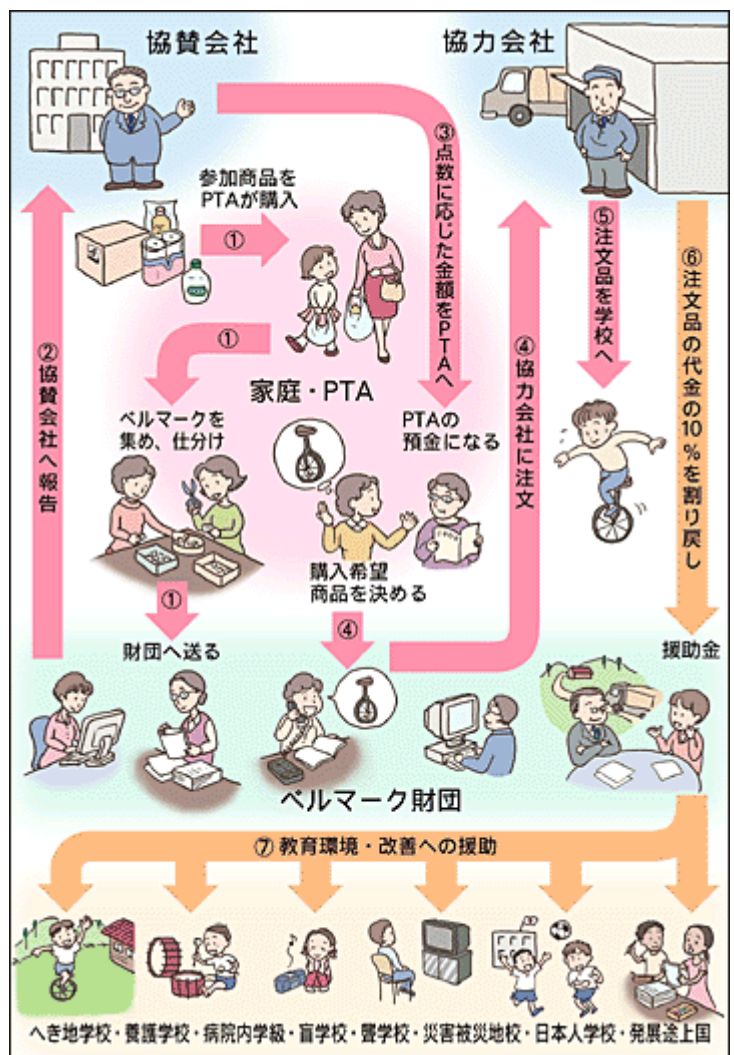 協賛会社
協力会社
参加商品を
PTAが購入
①
①
②協賛会社へ報告
③点数に応じた金額をPTAへ
④協力会社に注文
⑤注文品を学校へ
⑥注文品の代金の10%を割り戻し
家庭・PTA
ベルマークを
集め、仕分け
PTAの
預金になる
購入希望
商品を決める
①
④
財団へ送る
援助金
ベルマーク財団
⑦教育環境・改善への援助
へき地学校・養護学校・病院内学級・盲学校・聾学校・災害被災地校・日本人学校・発展途上国